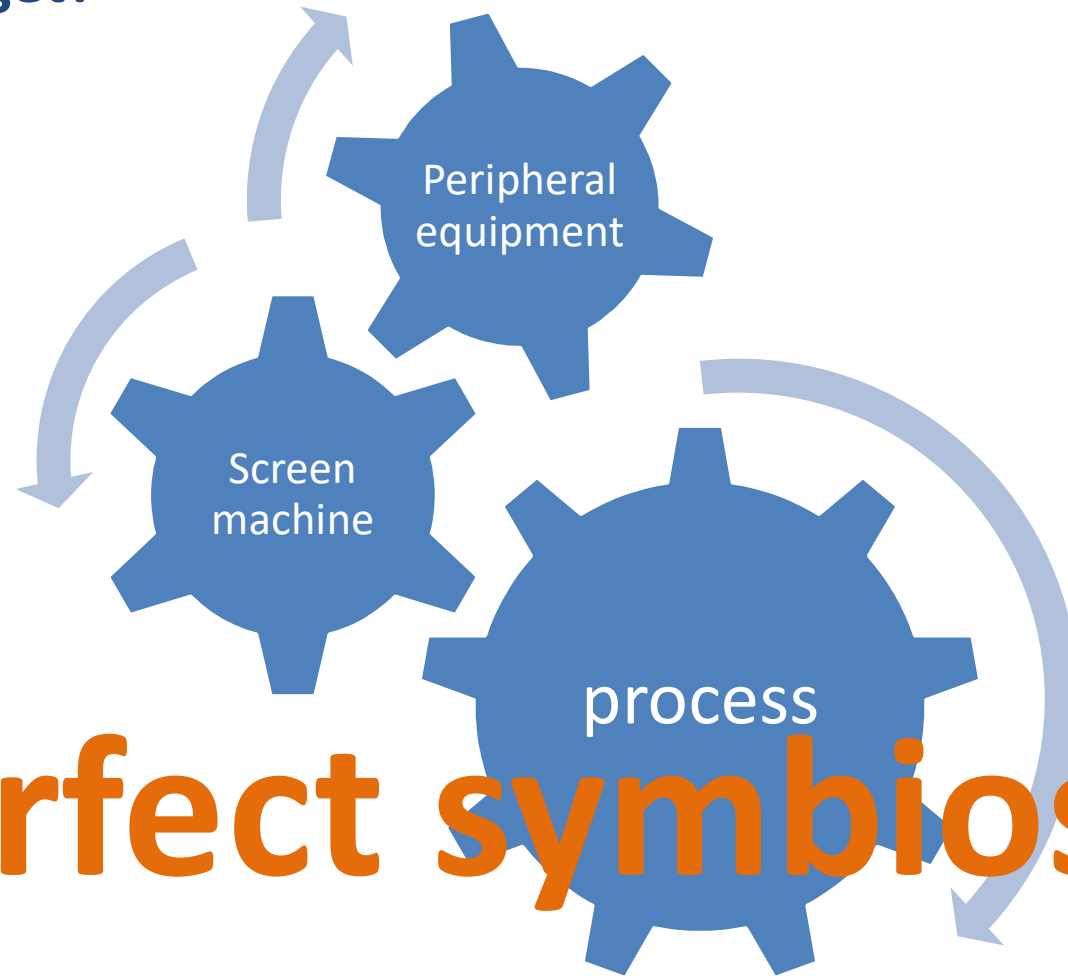 Peripheral
equipment
Screen
machine
process
rfect symbios